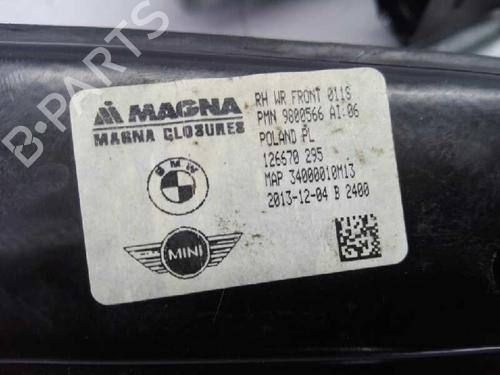 MAGNA
MAGNA CLOSURES
BMW
MINI
RH WR FRONT 011S
PMN 9800566 AI:06
POLAND PL
126670 295
MAP 34000010M13
2013-12-04 B 2400
B-PARTS